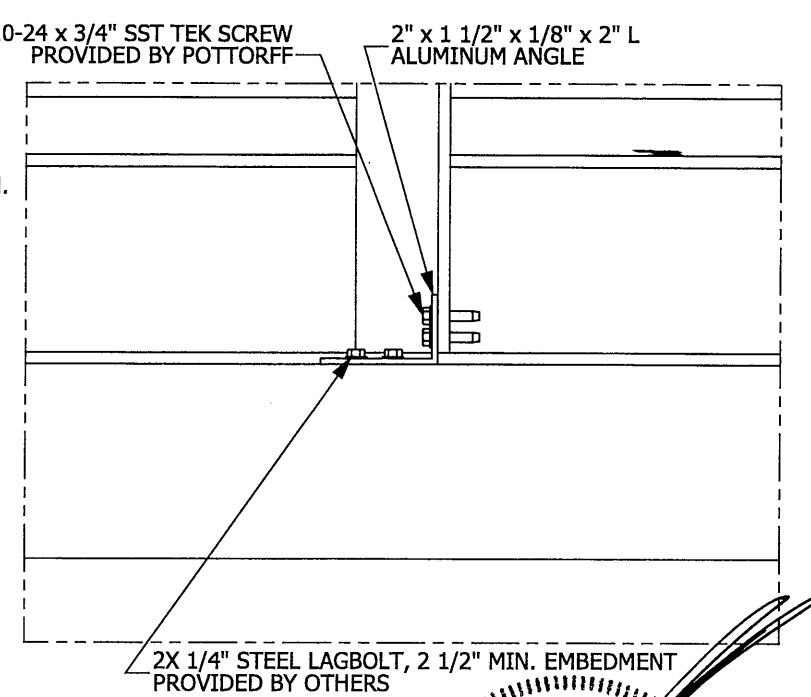 0-24 x 3/4" SST TEK SCREW
PROVIDED BY POTTORFF
2" x 1 1/2" x 1/8" x 2" L
ALUMINUM ANGLE
2X 1/4" STEEL LAGBOLT, 2 1/2" MIN. EMBEDMENT
PROVIDED BY OTHERS